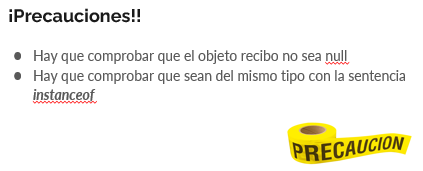 ¡Precauciones!!
Hay que comprobar que el objeto recibo no sea null
Hay que comprobar que sean del mismo tipo con la sentencia
instanceof
PRECAUCION